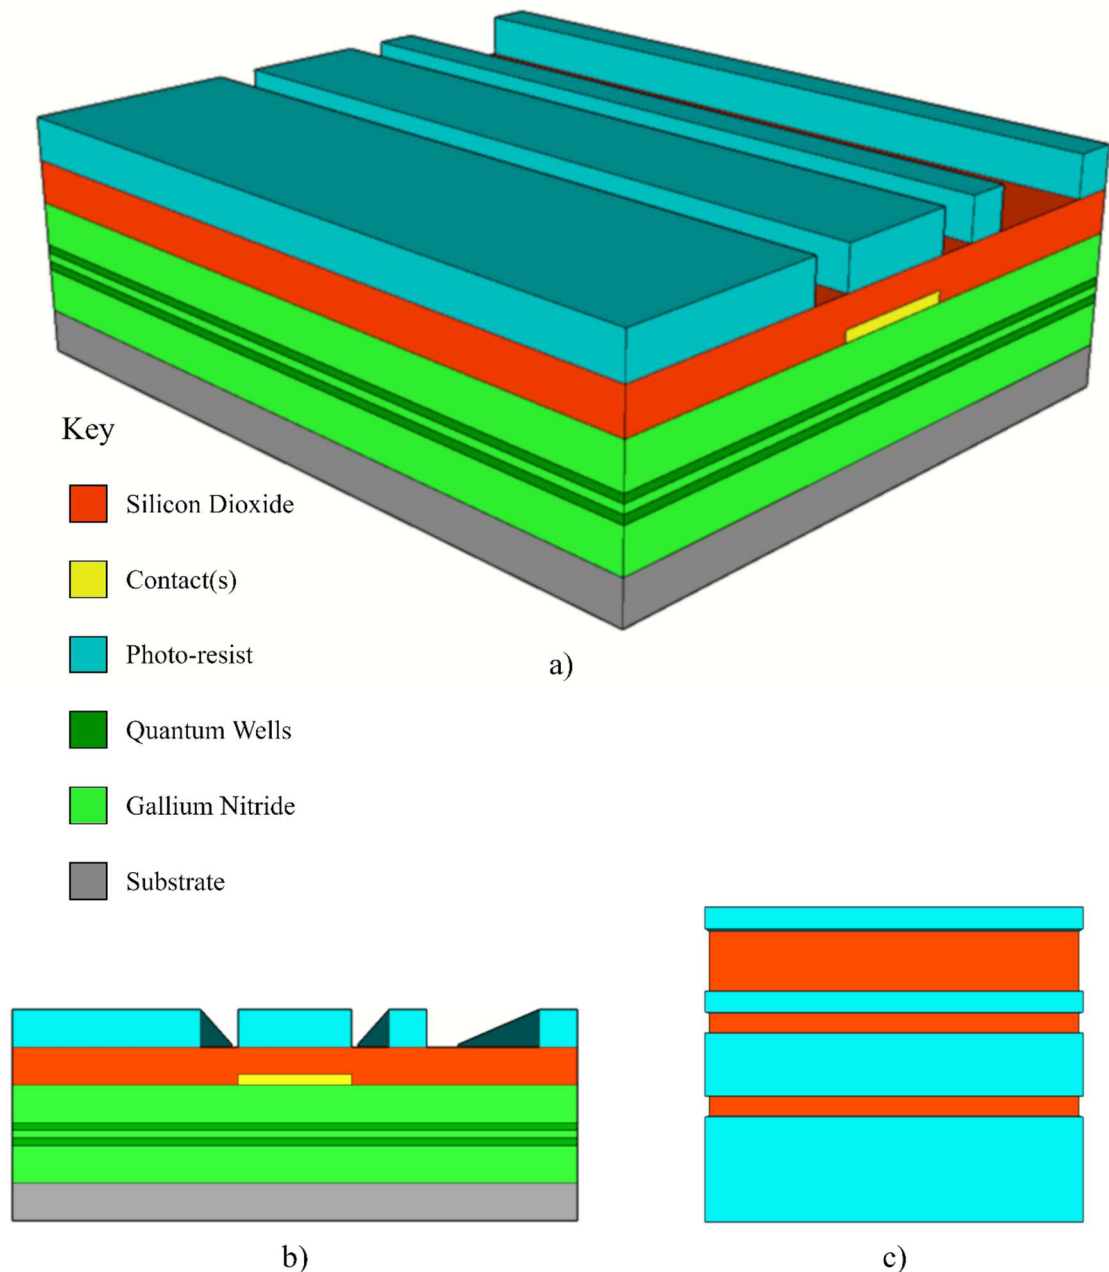 Key
Silicon Dioxide
Contact(s)
Photo-resist
a)
Quantum Wells
Gallium Nitride
Substrate
b)
c)